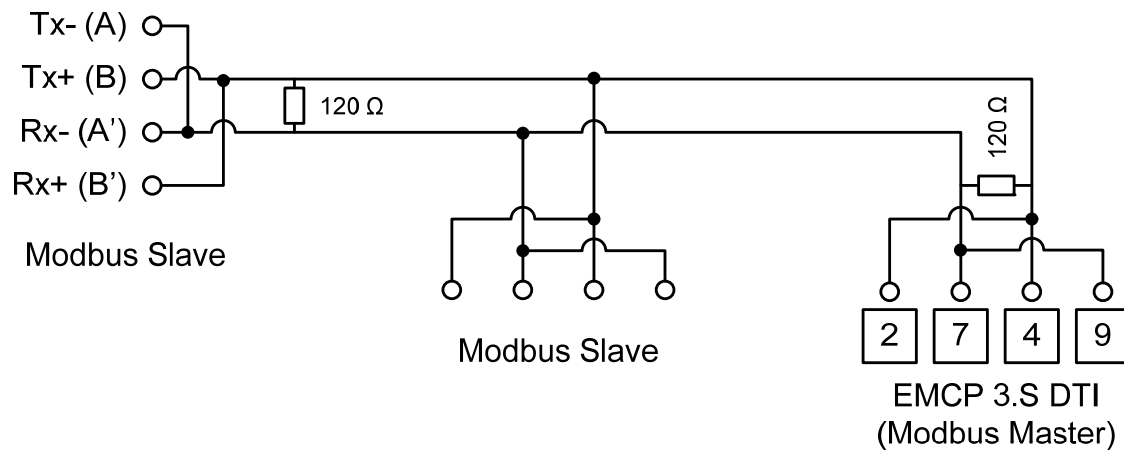 Tx- (A)
Tx+ (B)
Rx- (A’)
Rx+ (B’)
Modbus Slave
120 Ω
Modbus Slave
120 Ω
2 7 4 9
EMCP 3.S DTI
(Modbus Master)